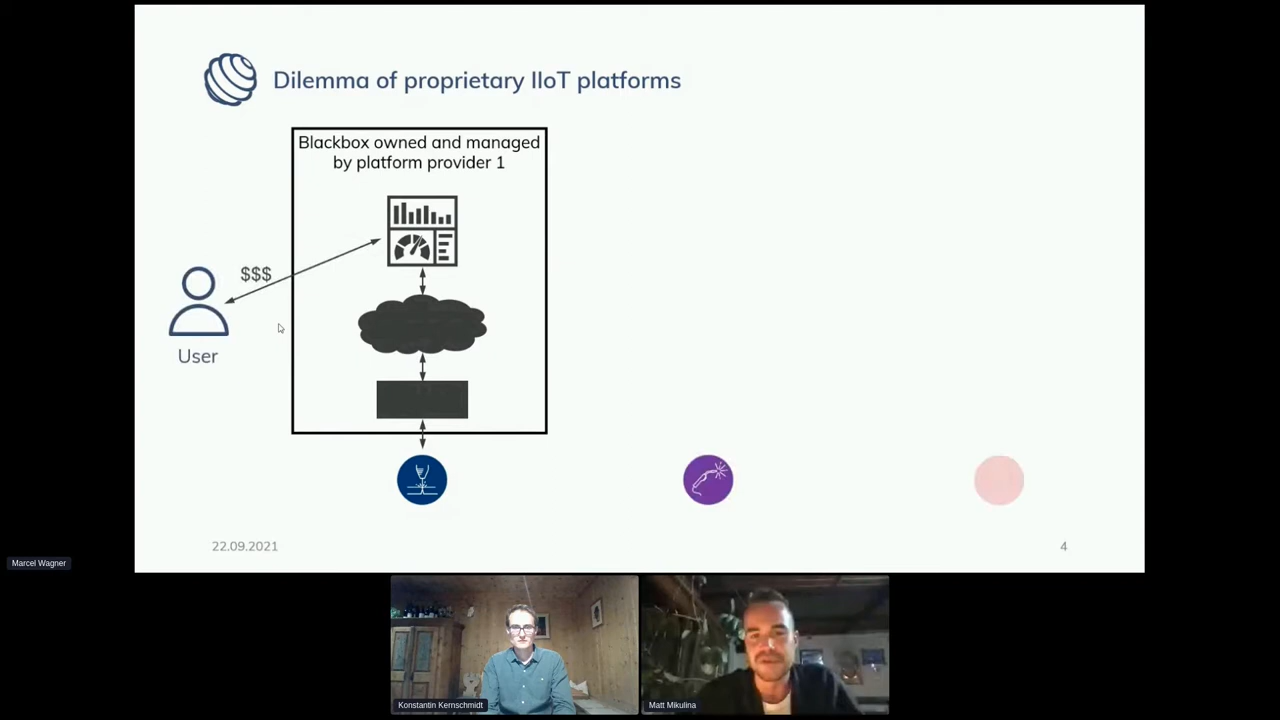 Dilemma of proprietary IIoT platforms
Blackbox owned and managed
by platform provider 1
$$$
User
22.09.2021
4
Marcel Wagner
Konstantin Kernschmidt
Matt Mikulina